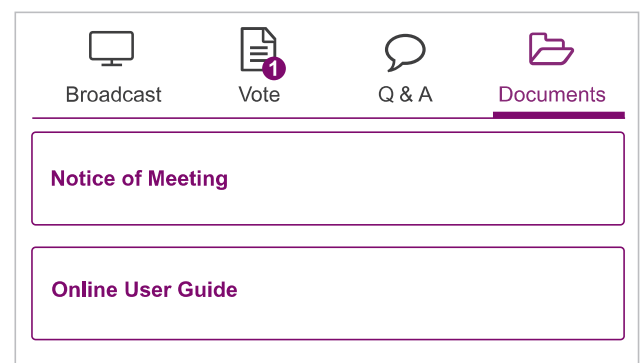 1
Broadcast Vote Q & A Documents
Notice of Meeting
Online User Guide